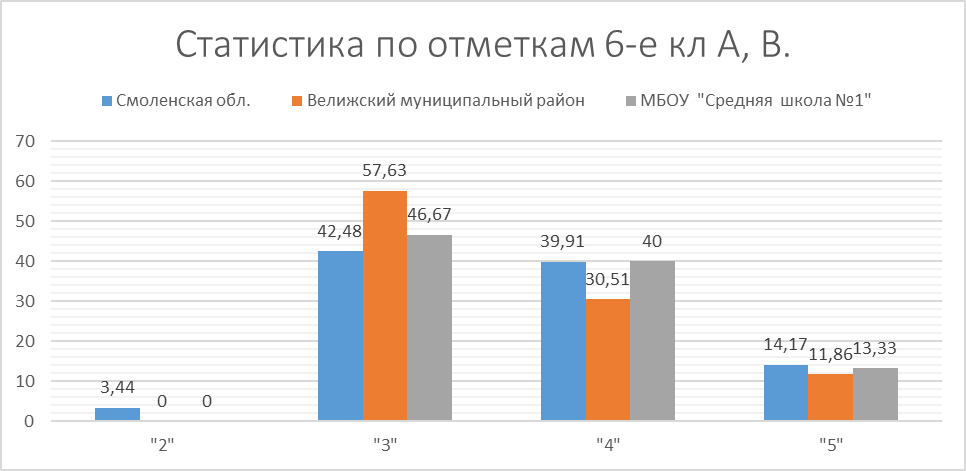 Статистика по отметкам 6-е кл А, В.
Смоленская обл. Велижский муниципальный район МБОУ "Средняя школа №1"
70
60
50
40
30
20
10
0
3,44 0 0
42,48 57,63 46,67
39,91 30,51 40
14,17 11,86 13,33
"2" "3" "4" "5"